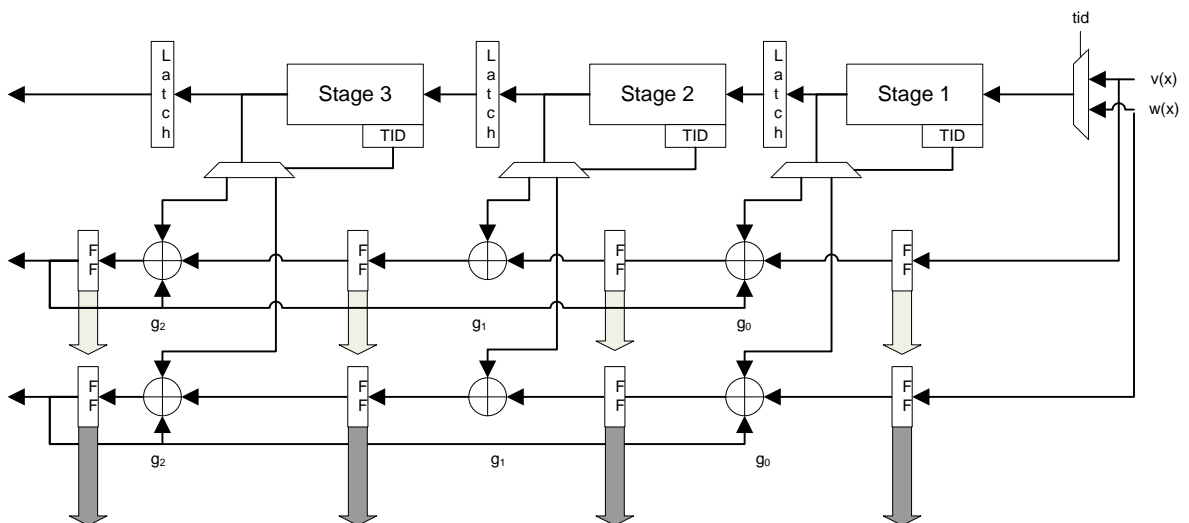 tid
Latch
Stage 3
TID
Latch
Stage 2
TID
Latch
Stage 1
TID
v(x)
w(x)
FF
FF
FF
FF
g₂
g₁
g₀
FF
FF
FF
FF
g₂
g₁
g₀